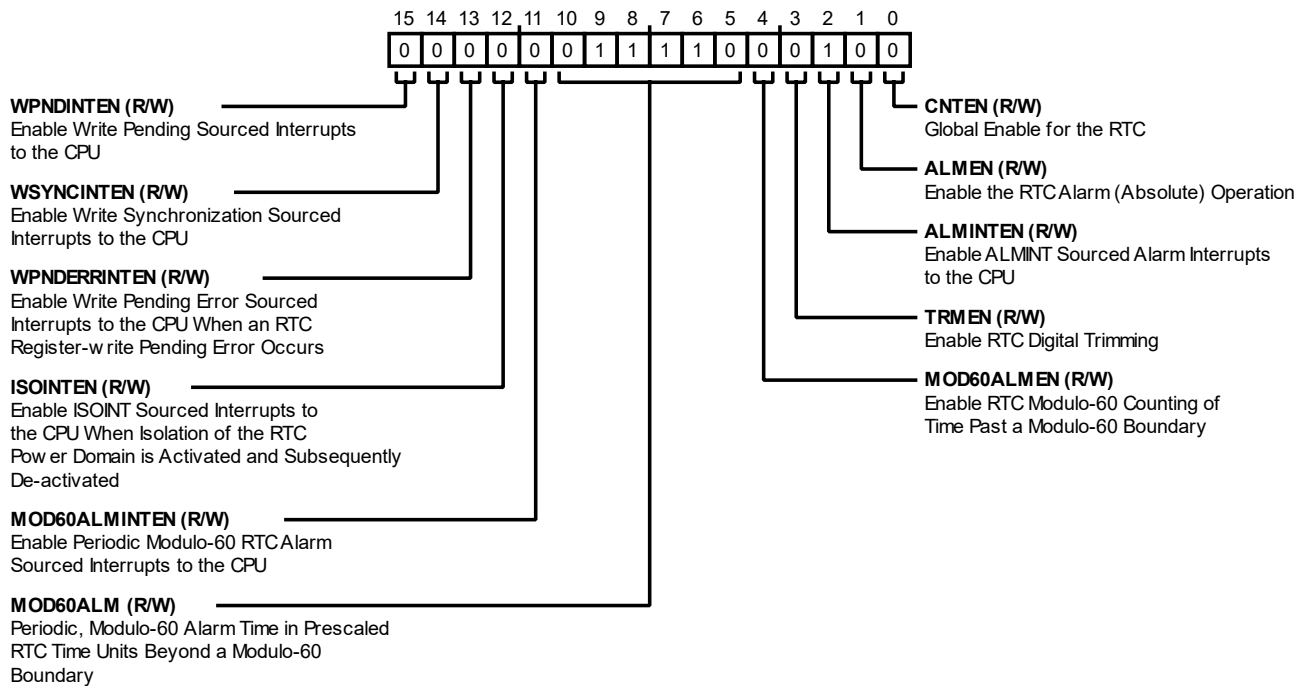 15 14 13 12 11 10 9 8 7 6 5 4 3 2 1 0
0 0 0 0 0 0 1 1 1 1 0 0 0 1 0 0
WPNDINTEN (R/W)
Enable Write Pending Sourced Interrupts
to the CPU
WSYNCINTEN (R/W)
Enable Write Synchronization Sourced
Interrupts to the CPU
WPNDERRINTEN (R/W)
Enable Write Pending Error Sourced
Interrupts to the CPU When an RTC
Register-write Pending Error Occurs
ISOINTEN (R/W)
Enable ISOINT Sourced Interrupts to
the CPU When Isolation of the RTC
Power Domain is Activated and Subsequently
De-activated
MOD60ALMINTEN (R/W)
Enable Periodic Modulo-60 RTC Alarm
Sourced Interrupts to the CPU
MOD60ALM (R/W)
Periodic, Modulo-60 Alarm Time in Prescaled
RTC Time Units Beyond a Modulo-60
Boundary
CNTEN (R/W)
Global Enable for the RTC
ALMEN (R/W)
Enable the RTC Alarm (Absolute) Operation
ALMINTEN (R/W)
Enable ALMINT Sourced Alarm Interrupts
to the CPU
TRMEN (R/W)
Enable RTC Digital Trimming
MOD60ALMEN (R/W)
Enable RTC Modulo-60 Counting of
Time Past a Modulo-60 Boundary